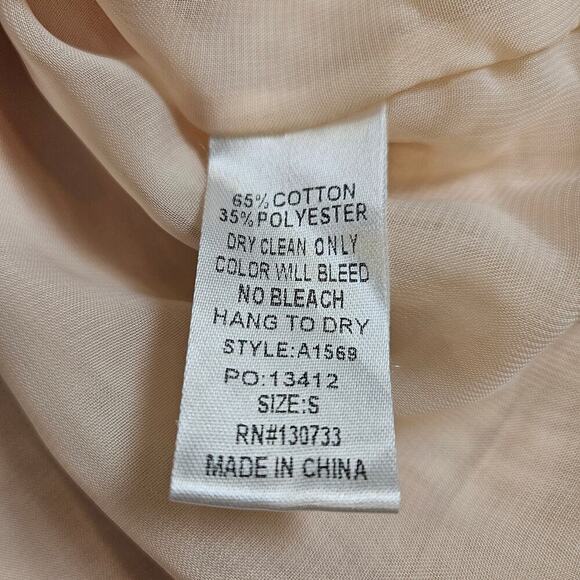 65% COTTON
35% POLYESTER
DRY CLEAN ONLY
COLOR WILL BLEED
NO BLEACH
HANG TO DRY
STYLE:A1569
PO:13412
SIZE:S
RN#130733
MADE IN CHINA